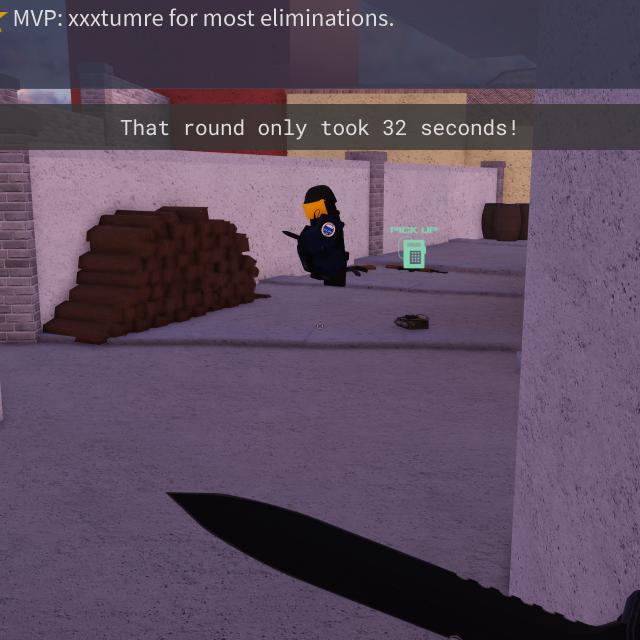 MVP: xxxtumre for most eliminations.
That round only took 32 seconds!
PICK UP